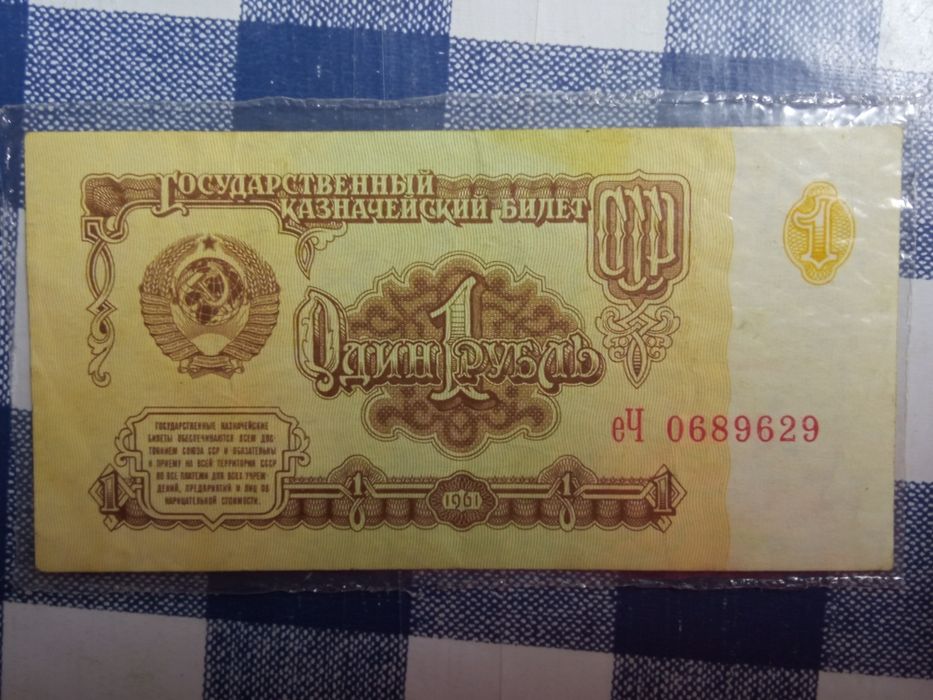 ГОСУДАРСТВЕННЫЙ
КАЗНАЧЕЙСКИЙ БИЛЕТ
СССР
1
ОДИН 1 РУБЛЬ
еЧ 0689629
ГОСУДАРСТВЕННЫЕ КАЗНАЧЕЙСКИЕ
БИЛЕТЫ ОБЕСПЕЧИВАЮТСЯ ВСЕМ ДОС-
ТОЯНИЕМ СОЮЗА ССР И ОБЯЗАТЕЛЬНЫ
К ПРИЕМУ НА ВСЕЙ ТЕРРИТОРИИ СССР
ВО ВСЕ ПЛАТЕЖИ ДЛЯ ВСЕХ УЧРЕЖ-
ДЕНИЙ, ПРЕДПРИЯТИЙ И ЛИЦ ПО
НАРИЦАТЕЛЬНОЙ СТОИМОСТИ.
1 1 1961 1 1